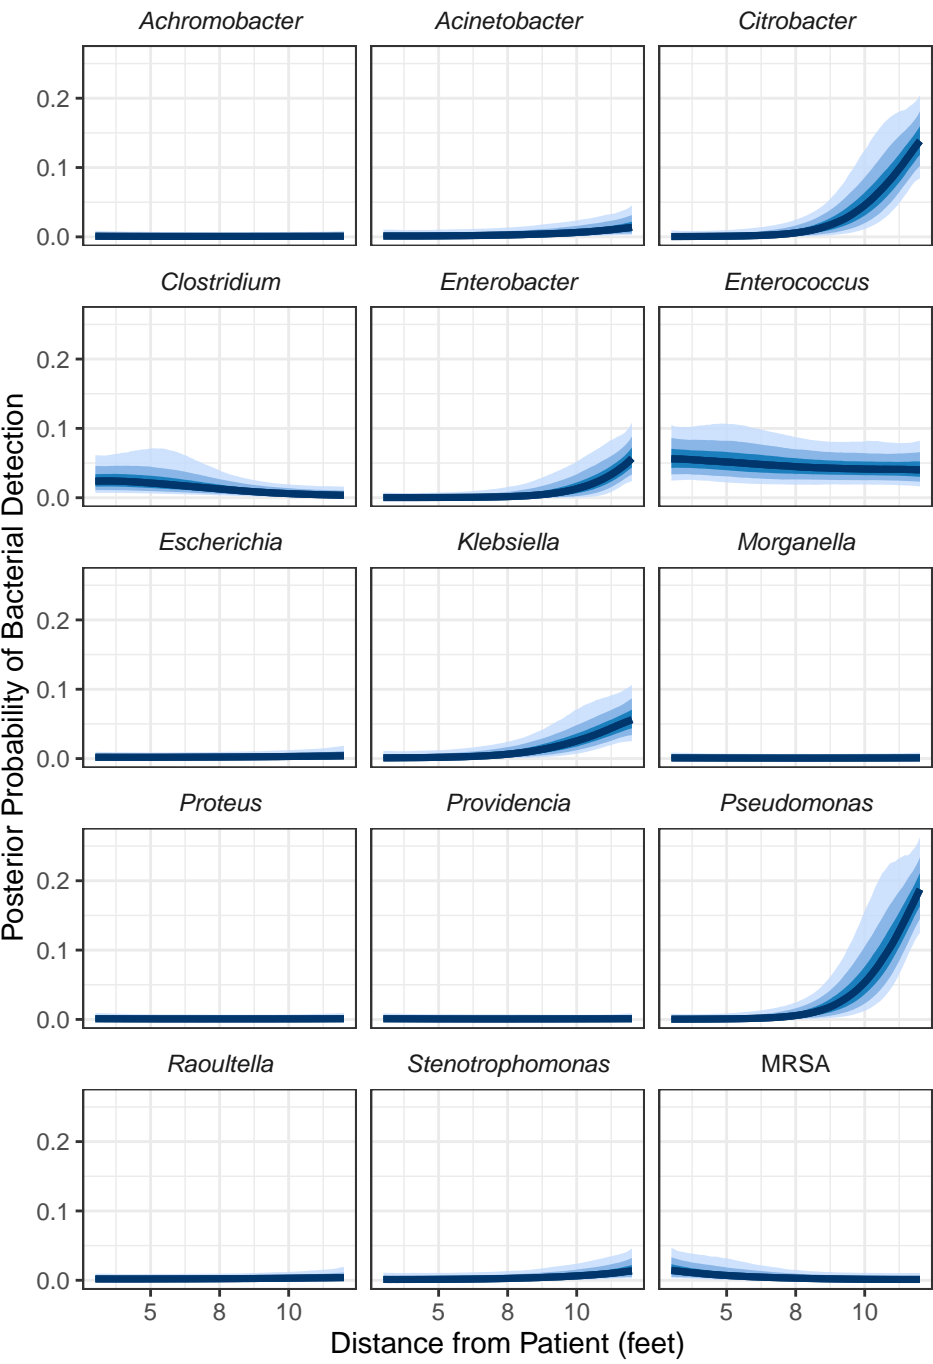 Achromobacter Acinetobacter Citrobacter
0.2
0.1
0.0
Clostridium Enterobacter Enterococcus
0.2
0.1
0.0
Escherichia Klebsiella Morganella
0.2
0.1
0.0
Proteus Providencia Pseudomonas
0.2
0.1
0.0
Raoultella Stenotrophomonas MRSA
0.2
0.1
0.0
5 8 10 5 8 10 5 8 10
Distance from Patient (feet)
Posterior Probability of Bacterial Detection